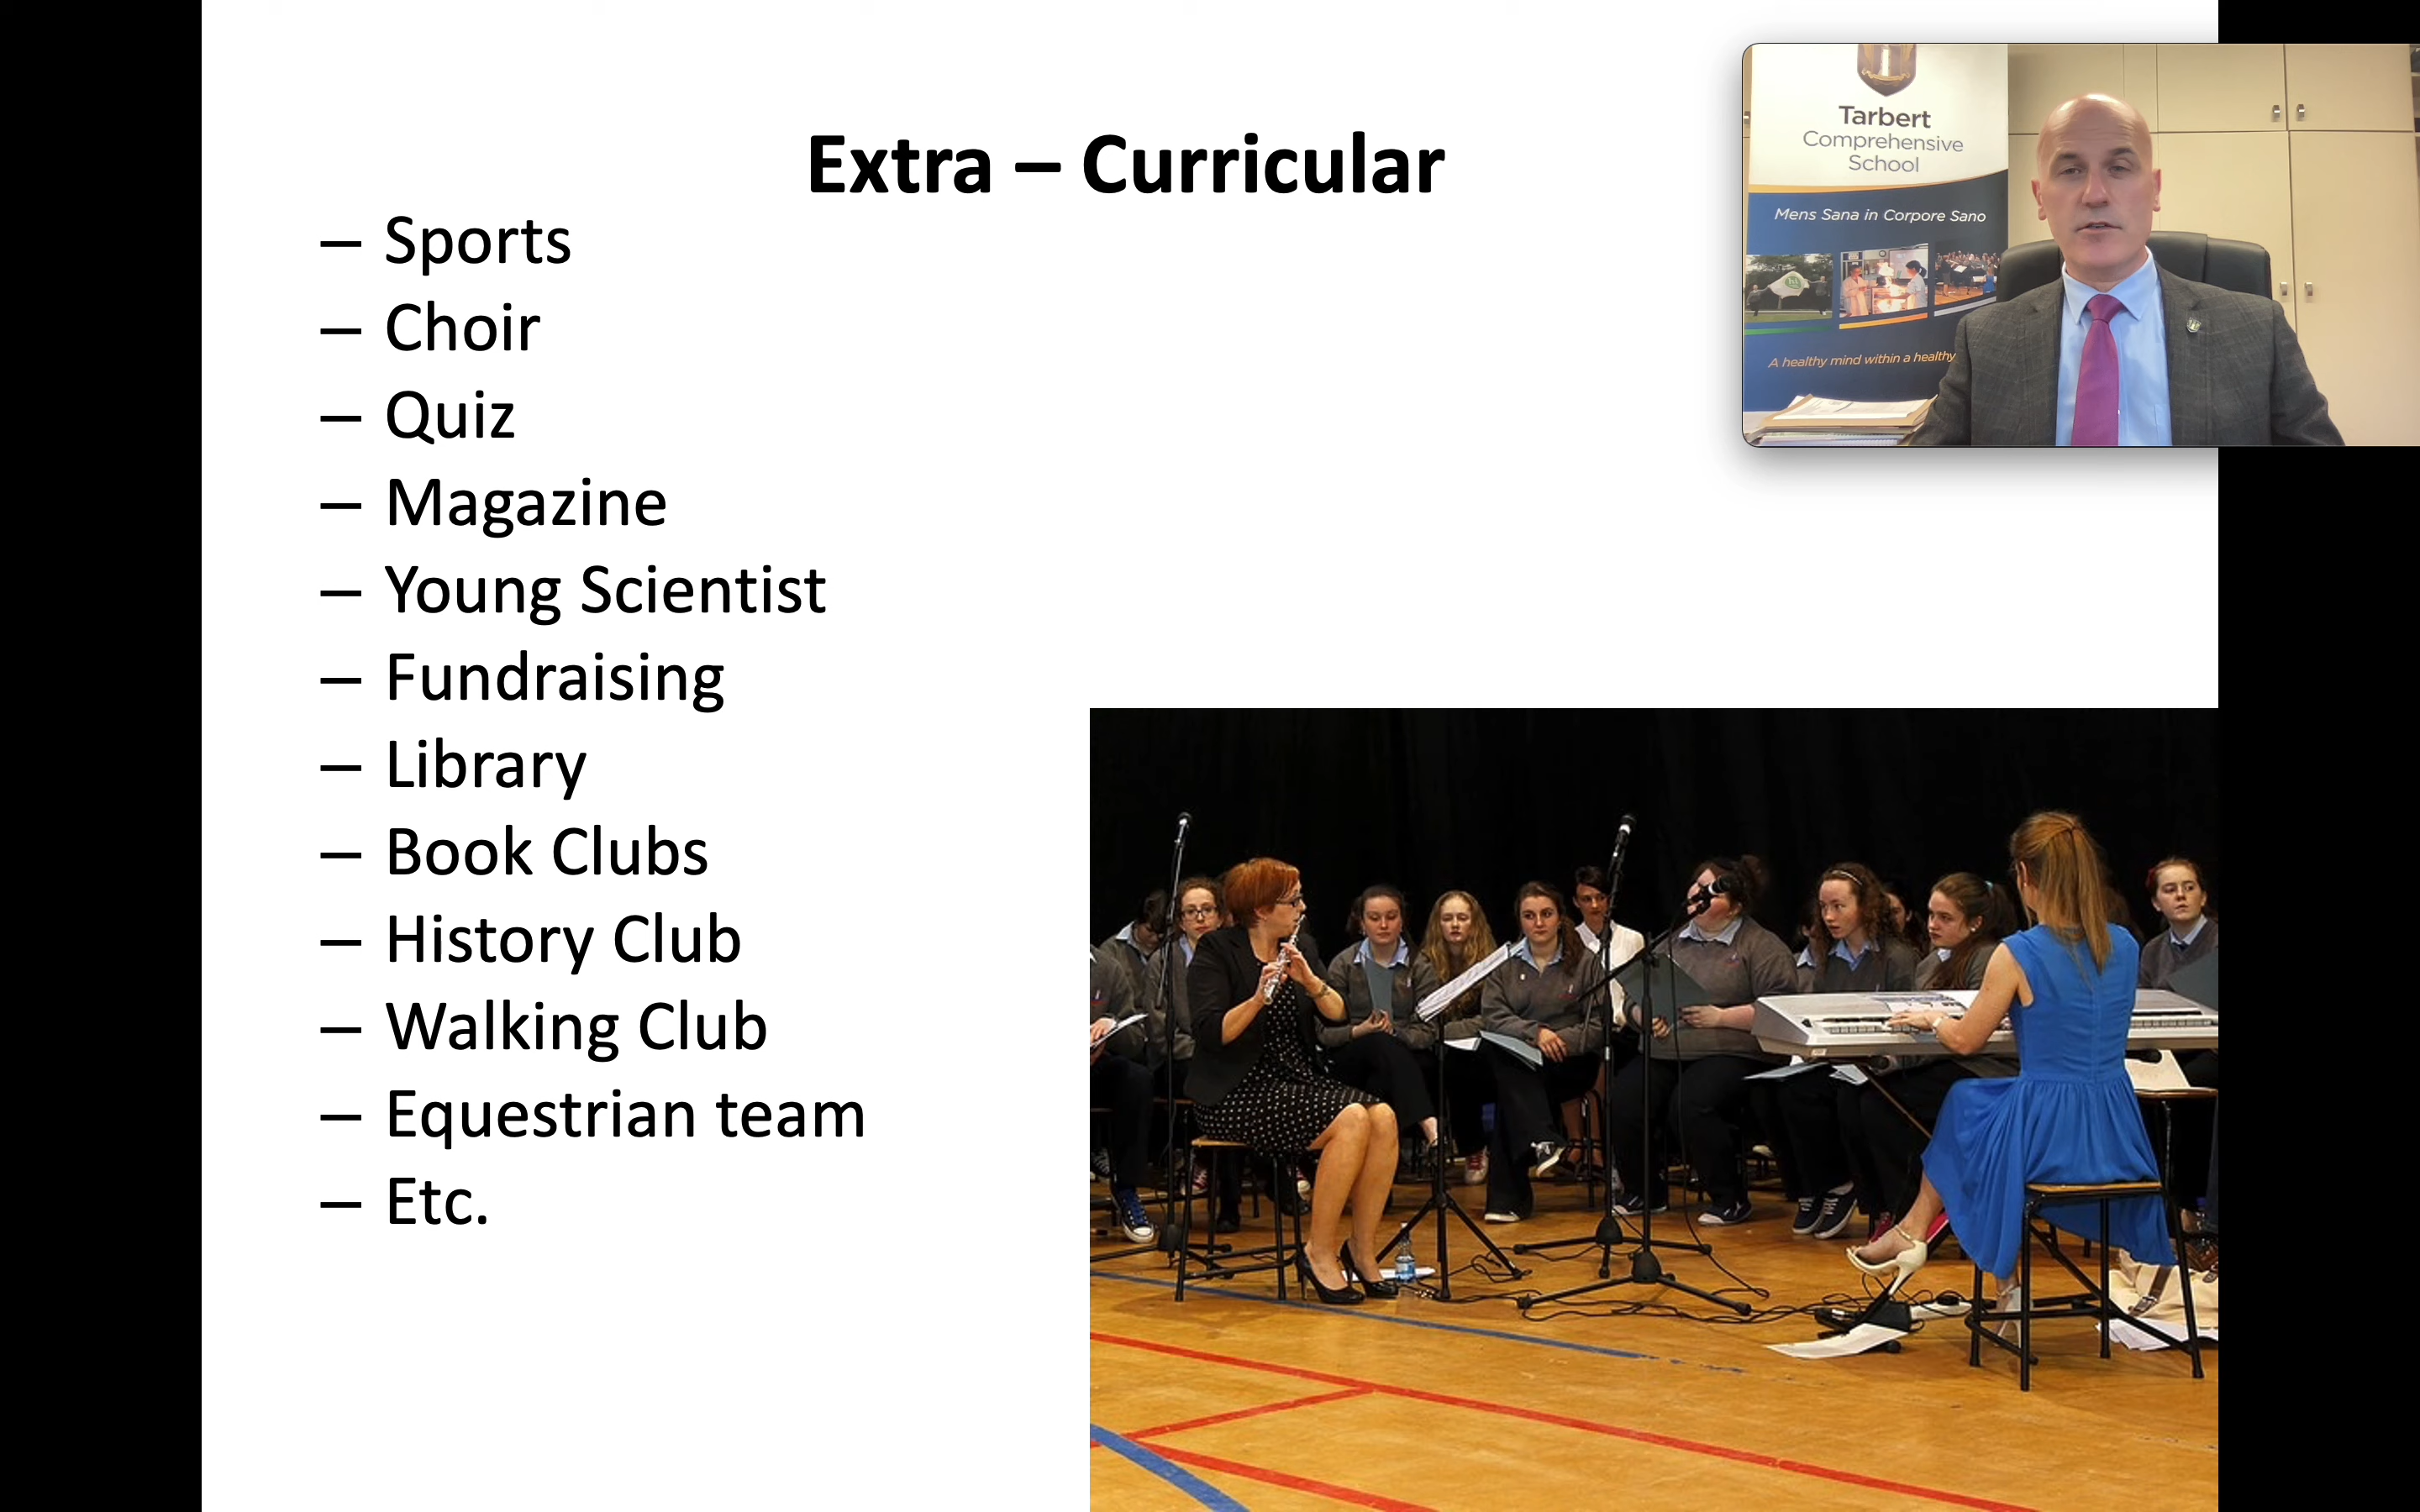 Extra – Curricular
– Sports
– Choir
– Quiz
– Magazine
– Young Scientist
– Fundraising
– Library
– Book Clubs
– History Club
– Walking Club
– Equestrian team
– Etc.
Tarbert
Comprehensive
School
Mens Sana in Corpore Sano
A healthy mind within a healthy